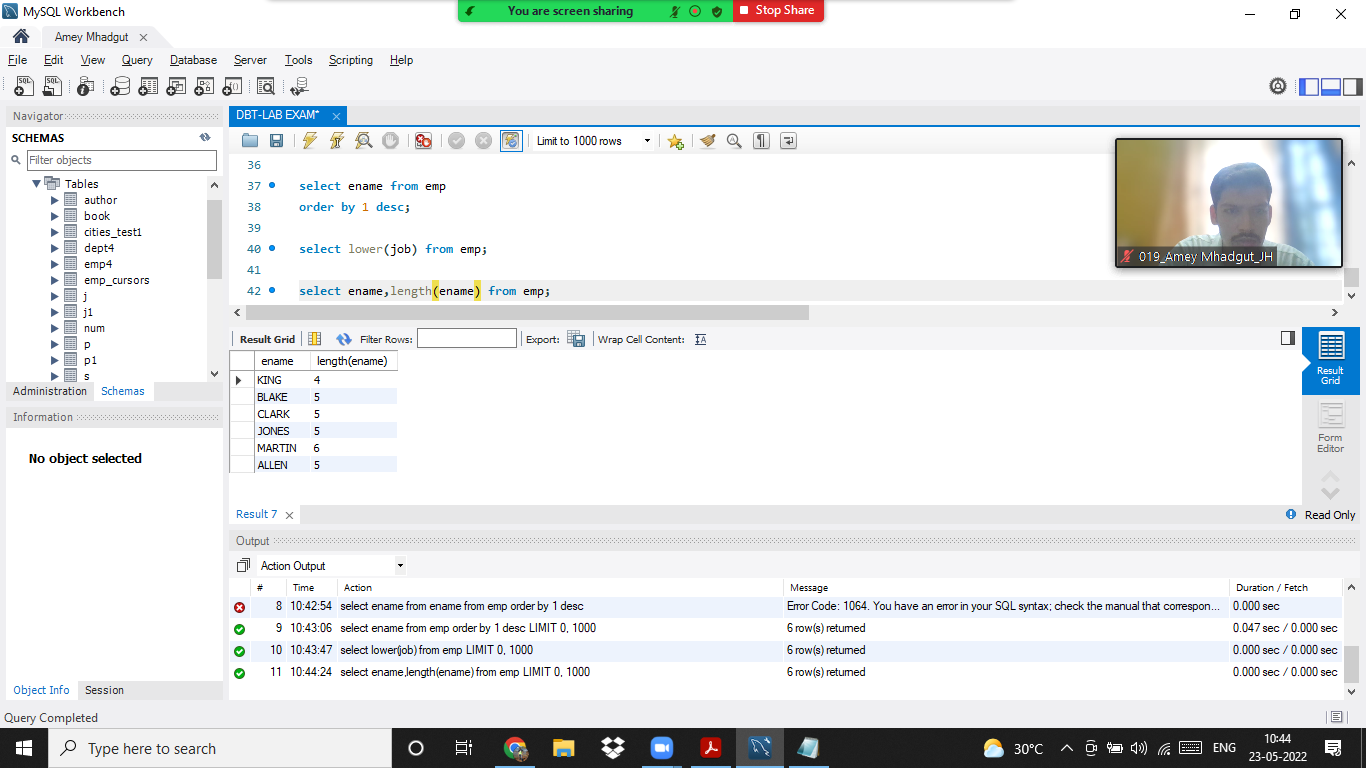 MySQL Workbench
You are screen sharing
Stop Share
Amey Mhadgut
File Edit View Query Database Server Tools Scripting Help
Navigator
SCHEMAS
Filter objects
Tables
author
book
cities_test1
dept4
emp4
emp_cursors
j
j1
num
p
p1
s
Administration Schemas
Information
No object selected
Object Info Session
DBT-LAB EXAM*
Limit to 1000 rows
36
37 select ename from emp
38 order by 1 desc;
39
40 select lower(job) from emp;
41
42 select ename,length(ename) from emp;
019_Amey Mhadgut_JH
Result Grid Filter Rows: Export: Wrap Cell Content:
ename length(ename)
KING 4
BLAKE 5
CLARK 5
JONES 5
MARTIN 6
ALLEN 5
Result Grid
Form Editor
Result 7
Read Only
Output
Action Output
# Time Action Message Duration / Fetch
8 10:42:54 select ename from ename from emp order by 1 desc Error Code: 1064. You have an error in your SQL syntax; check the manual that correspon... 0.000 sec
9 10:43:06 select ename from emp order by 1 desc LIMIT 0, 1000 6 row(s) returned 0.047 sec / 0.000 sec
10 10:43:47 select lower(job) from emp LIMIT 0, 1000 6 row(s) returned 0.000 sec / 0.000 sec
11 10:44:24 select ename,length(ename) from emp LIMIT 0, 1000 6 row(s) returned 0.000 sec / 0.000 sec
Query Completed
Type here to search
30°C
ENG
10:44
23-05-2022